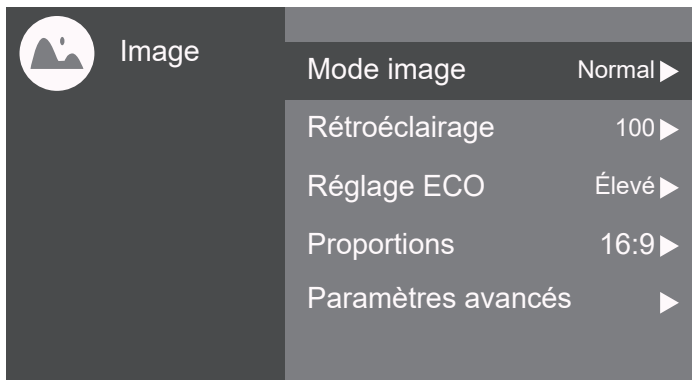 Image
Mode image Normal
Rétroéclairage 100
Réglage ECO Élevé
Proportions 16:9
Paramètres avancés